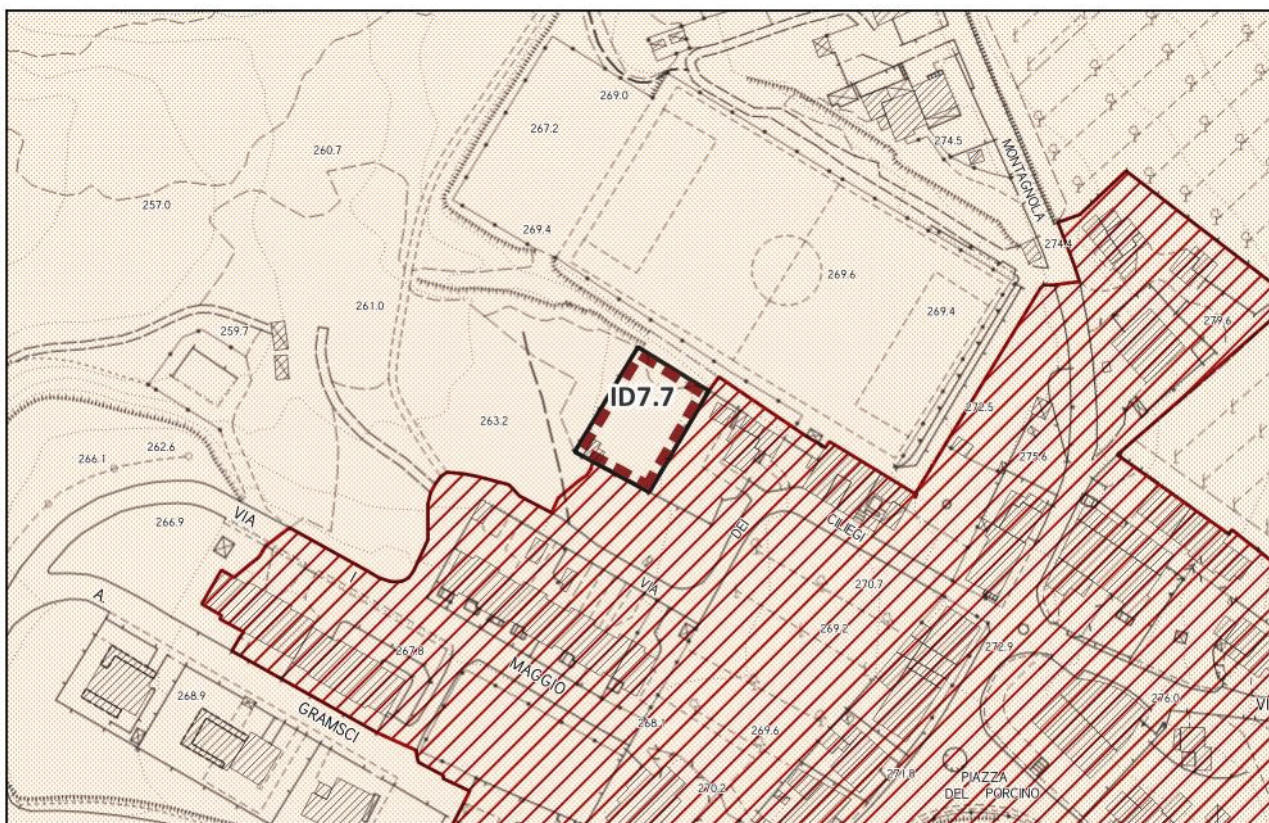 269.0
267.2
260.7
274.5
MONTAGNOLA
257.0
269.4
274.4
269.6
261.0
269.4
279.6
259.7
ID7.7
272.5
263.2
275.6
262.6
266.1
266.9
VIA
DEI
CILIEGI
I
VIA
270.7
A.
269.2
267.8
272.9
MAGGIO
268.9
276.0
VI
GRAMSCI
268.1
269.6
271.8
PIAZZA
DEL PORCINO
270.2